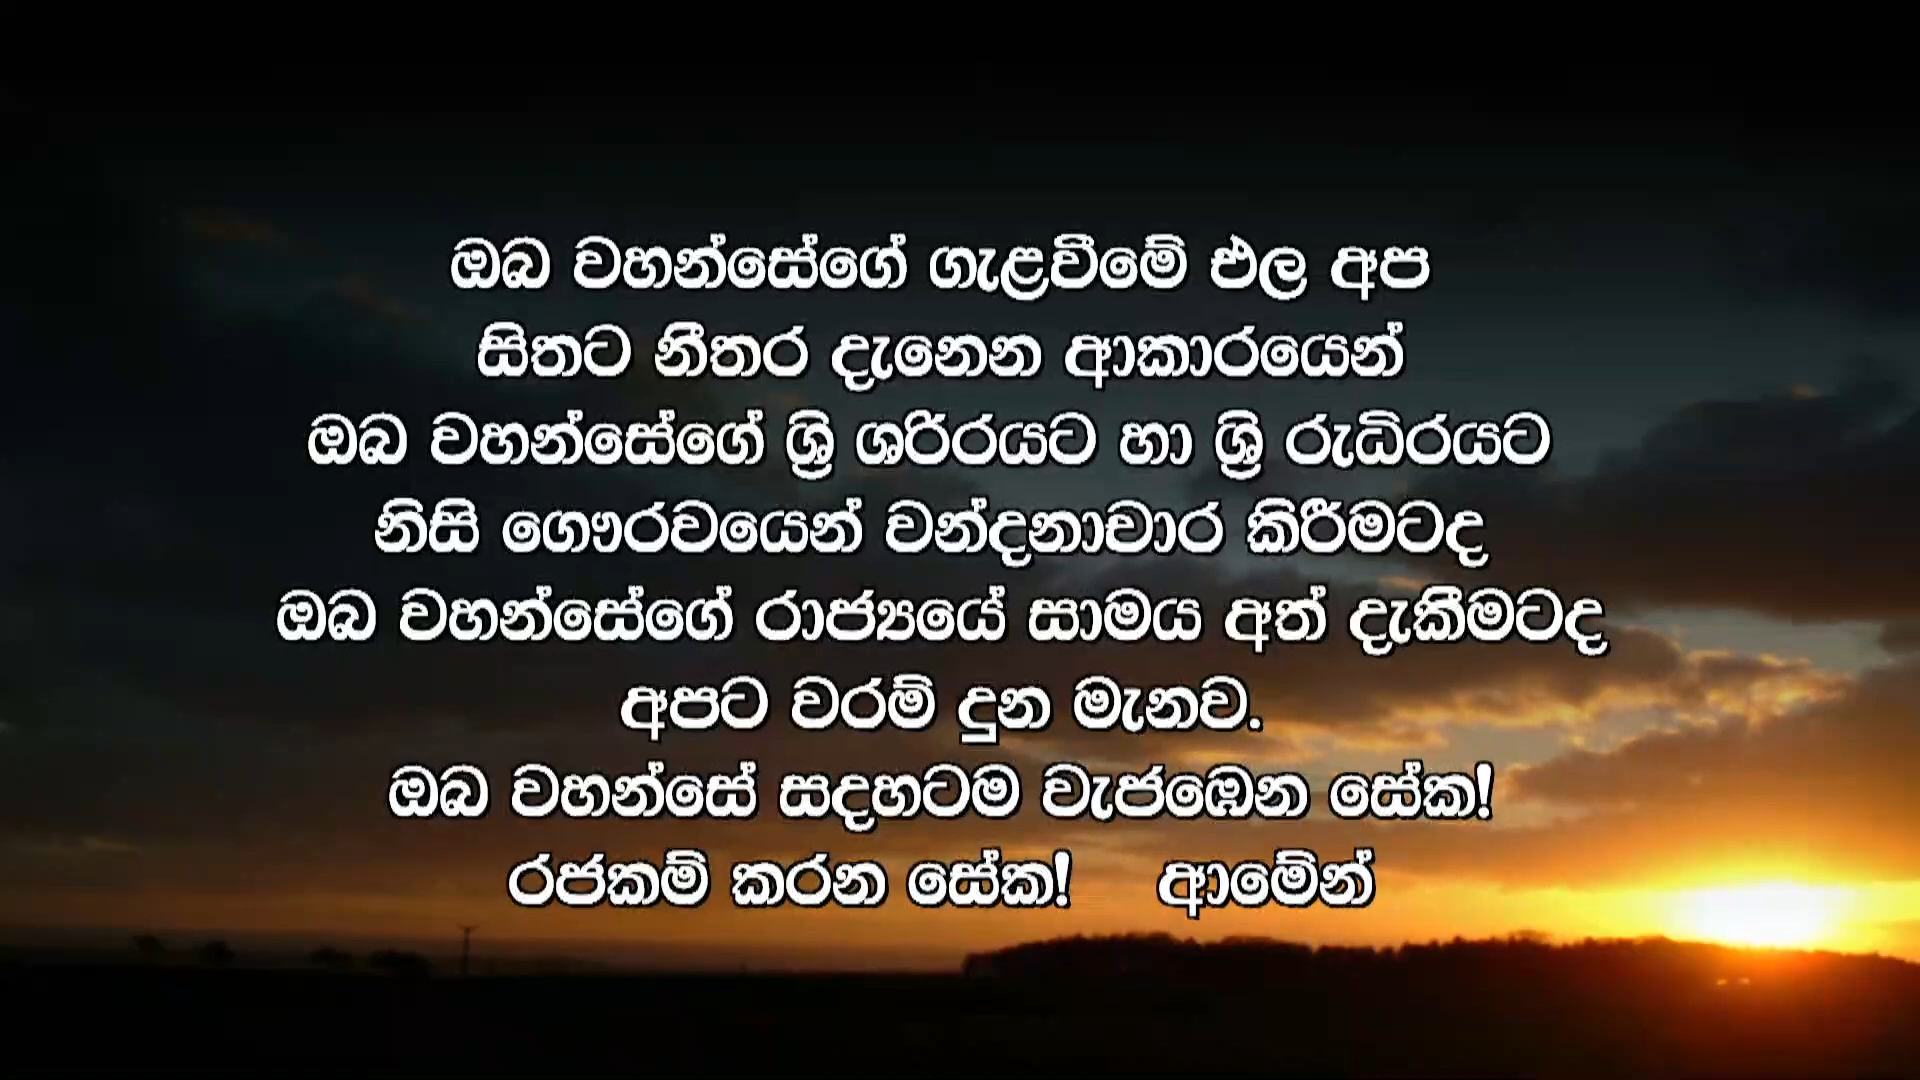 ඔබ වහන්සේගේ ගැළවීමේ ඵල අප
සිතට නීතර දැනෙන ආකාරයෙන්
ඔබ වහන්සේගේ ශ්‍රි ශරිරයට හා ශ්‍රි රුධිරයට
නිසි ගෞරවයෙන් වන්දනාචාර කිරීමටද
ඔබ වහන්සේගේ රාජ්‍යයේ සාමය අත් දැකීමටද
අපට වරම් දුන මැනව.
ඔබ වහන්සේ සදහටම වැජඹෙන සේක!
රජකම් කරන සේක! ආමේන්